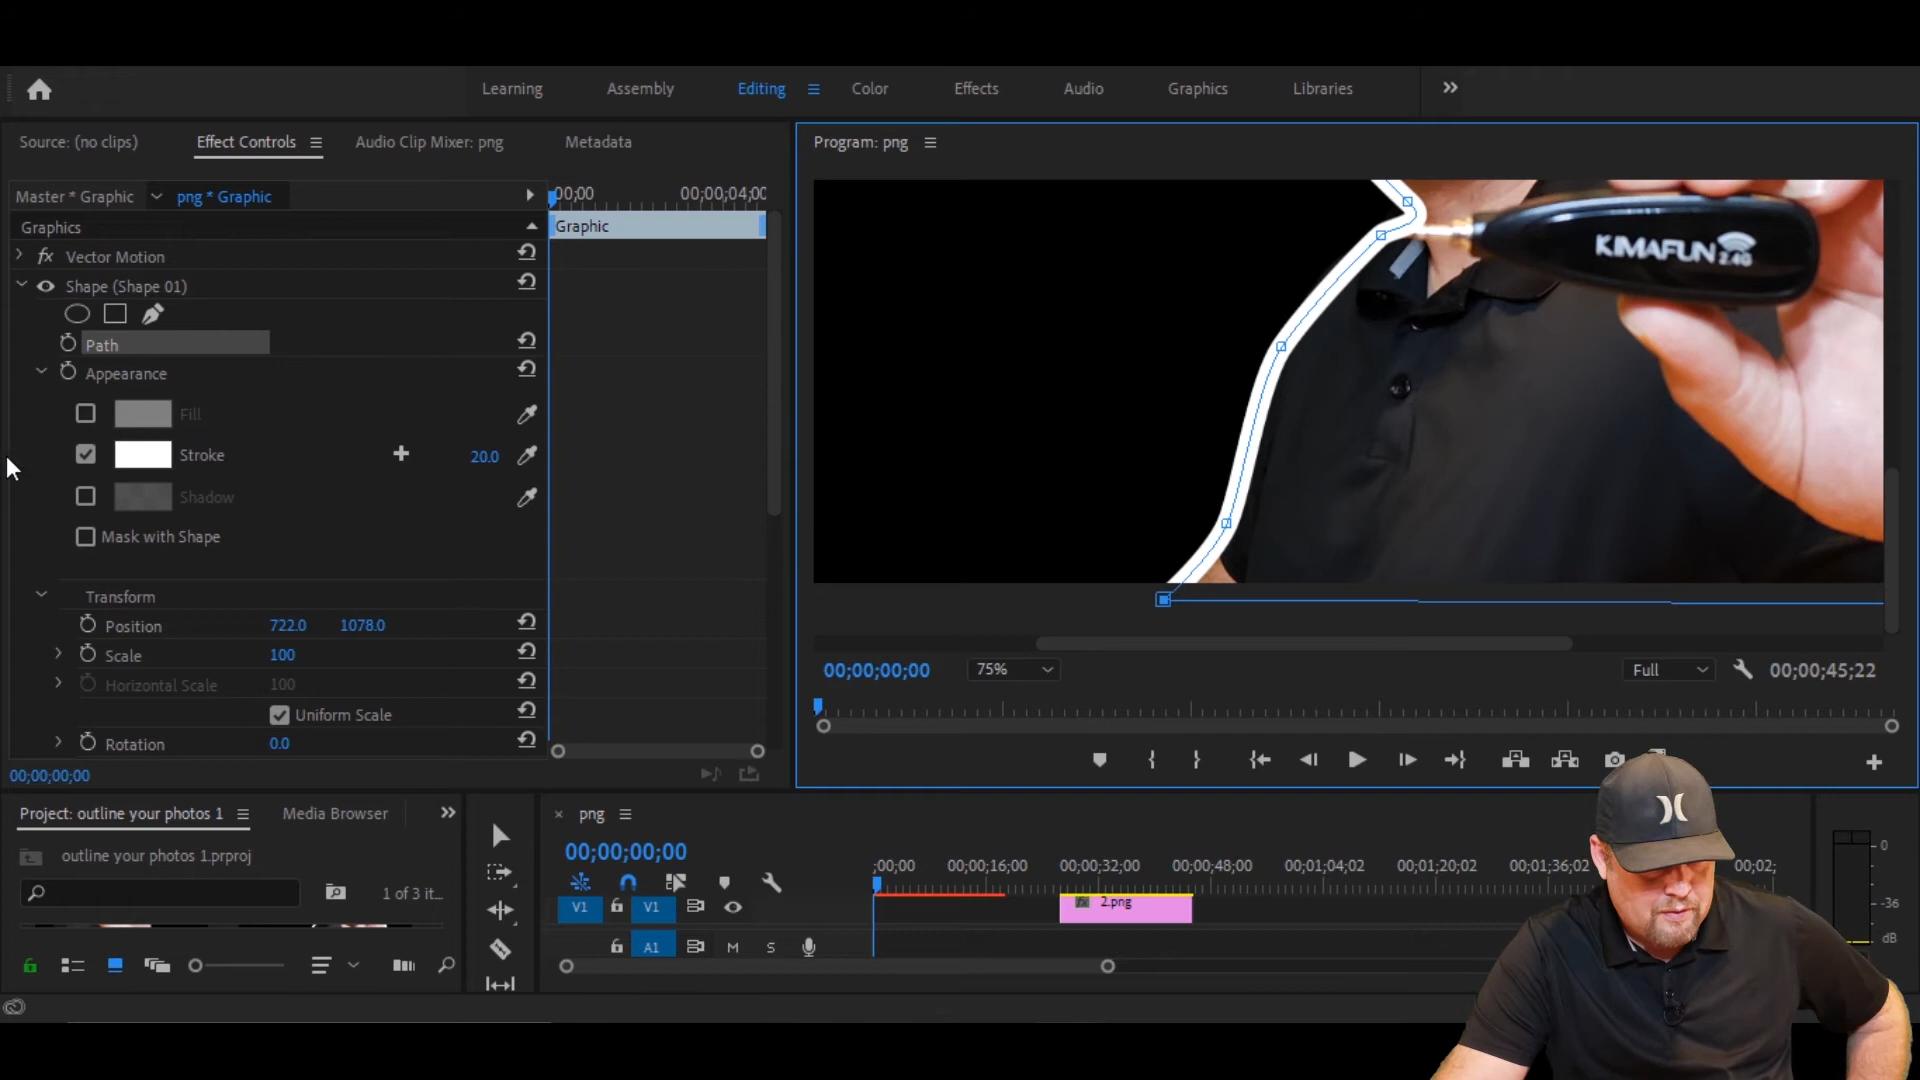 Learning Assembly Editing Color Effects Audio Graphics Libraries
Source: (no clips) Effect Controls Audio Clip Mixer: png Metadata
Program: png
Master * Graphic png * Graphic
;00;00 00;00;04;00
Graphics
Graphic
Vector Motion
Shape (Shape 01)
Path
Appearance
Fill
Stroke 20.0
Shadow
Mask with Shape
Transform
Position 722.0 1078.0
Scale 100
Horizontal Scale 100
Uniform Scale
Rotation 0.0
00;00;00;00
KIMAFUN 2.4G
00;00;00;00 75% Full 00;00;45;22
Project: outline your photos 1 Media Browser
outline your photos 1.prproj
1 of 3 it...
× png
00;00;00;00
;00;00 00;00;16;00 00;00;32;00 00;00;48;00 00;01;04;02 00;01;20;02 00;01;36;02 00;02;
V1 V1
fx 2.png
A1 M S
0
-36
dB